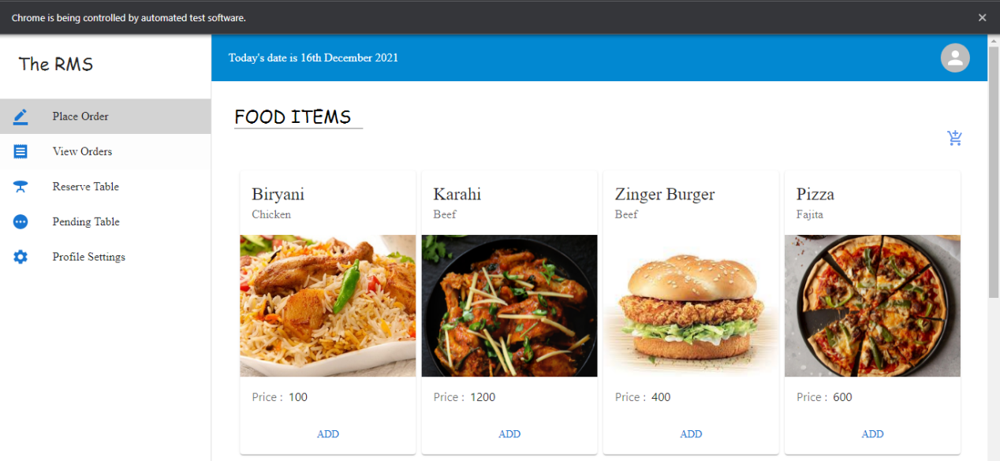 Chrome is being controlled by automated test software.
The RMS
Today's date is 16th December 2021
Place Order
View Orders
Reserve Table
Pending Table
Profile Settings
FOOD ITEMS
Biryani
Chicken
Price : 100
ADD
Karahi
Beef
Price : 1200
ADD
Zinger Burger
Beef
Price : 400
ADD
Pizza
Fajita
Price : 600
ADD